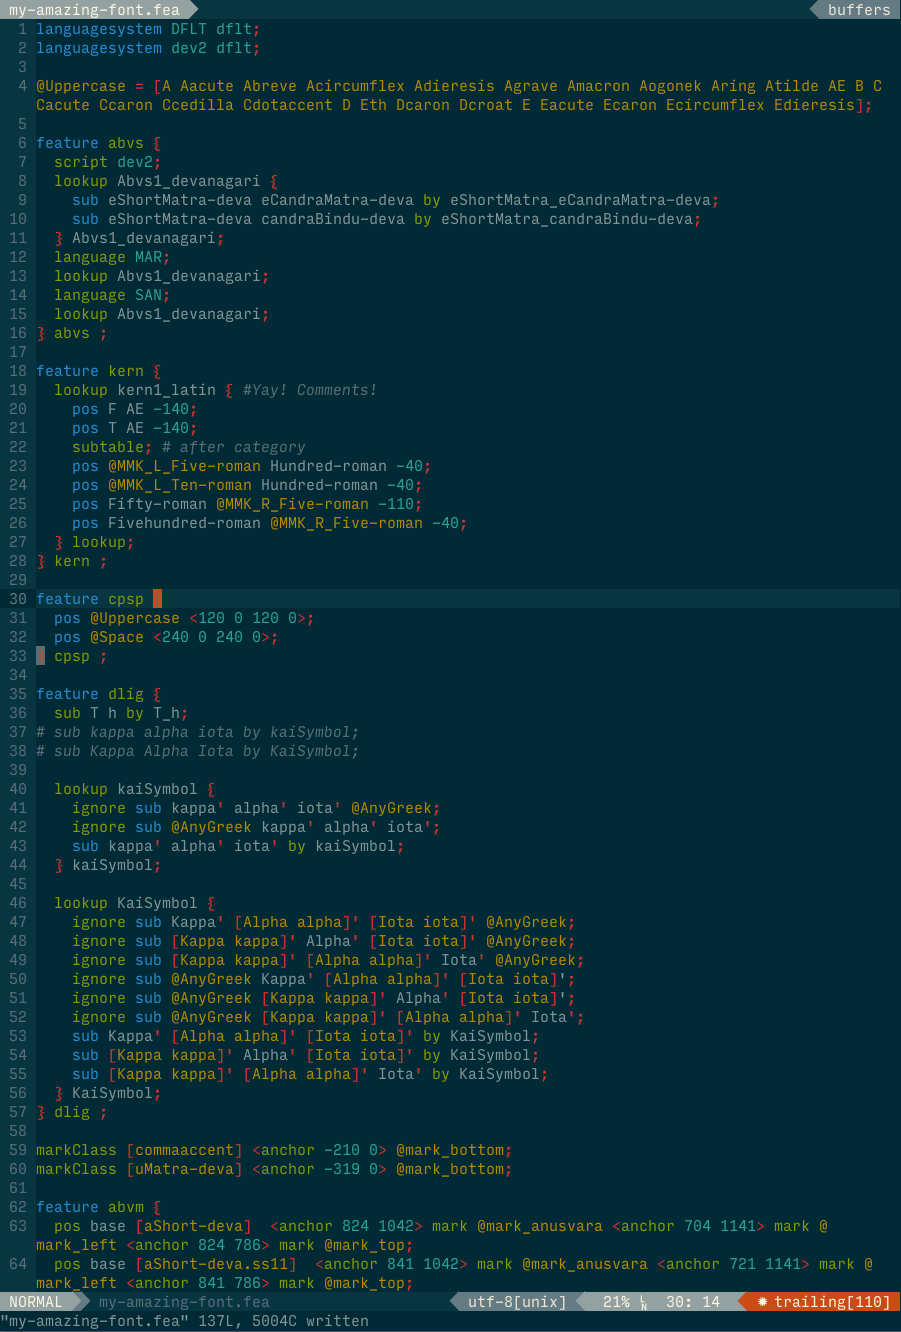 my-amazing-font.fea buffers
1 languagesystem DFLT dflt;
2 languagesystem dev2 dflt;
3
4 @Uppercase = [A Aacute Abreve Acircumflex Adieresis Agrave Amacron Aogonek Aring Atilde AE B C
Cacute Ccaron Ccedilla Cdotaccent D Eth Dcaron Dcroat E Eacute Ecaron Ecircumflex Edieresis];
5
6 feature abvs {
7   script dev2;
8   lookup Abvs1_devanagari {
9     sub eShortMatra-deva eCandraMatra-deva by eShortMatra_eCandraMatra-deva;
10     sub eShortMatra-deva candraBindu-deva by eShortMatra_candraBindu-deva;
11   } Abvs1_devanagari;
12   language MAR;
13   lookup Abvs1_devanagari;
14   language SAN;
15   lookup Abvs1_devanagari;
16 } abvs ;
17
18 feature kern {
19   lookup kern1_latin { #Yay! Comments!
20     pos F AE -140;
21     pos T AE -140;
22     subtable; # after category
23     pos @MMK_L_Five-roman Hundred-roman -40;
24     pos @MMK_L_Ten-roman Hundred-roman -40;
25     pos Fifty-roman @MMK_R_Five-roman -110;
26     pos Fivehundred-roman @MMK_R_Five-roman -40;
27   } lookup;
28 } kern ;
29
30 feature cpsp {
31   pos @Uppercase <120 0 120 0>;
32   pos @Space <240 0 240 0>;
33 } cpsp ;
34
35 feature dlig {
36   sub T h by T_h;
37 # sub kappa alpha iota by kaiSymbol;
38 # sub Kappa Alpha Iota by KaiSymbol;
39
40   lookup kaiSymbol {
41     ignore sub kappa' alpha' iota' @AnyGreek;
42     ignore sub @AnyGreek kappa' alpha' iota';
43     sub kappa' alpha' iota' by kaiSymbol;
44   } kaiSymbol;
45
46   lookup KaiSymbol {
47     ignore sub Kappa' [Alpha alpha]' [Iota iota]' @AnyGreek;
48     ignore sub [Kappa kappa]' Alpha' [Iota iota]' @AnyGreek;
49     ignore sub [Kappa kappa]' [Alpha alpha]' Iota' @AnyGreek;
50     ignore sub @AnyGreek Kappa' [Alpha alpha]' [Iota iota]';
51     ignore sub @AnyGreek [Kappa kappa]' Alpha' [Iota iota]';
52     ignore sub @AnyGreek [Kappa kappa]' [Alpha alpha]' Iota';
53     sub Kappa' [Alpha alpha]' [Iota iota]' by KaiSymbol;
54     sub [Kappa kappa]' Alpha' [Iota iota]' by KaiSymbol;
55     sub [Kappa kappa]' [Alpha alpha]' Iota' by KaiSymbol;
56   } KaiSymbol;
57 } dlig ;
58
59 markClass [commaaccent] <anchor -210 0> @mark_bottom;
60 markClass [uMatra-deva] <anchor -319 0> @mark_bottom;
61
62 feature abvm {
63   pos base [aShort-deva]  <anchor 824 1042> mark @mark_anusvara <anchor 704 1141> mark @
mark_left <anchor 824 786> mark @mark_top;
64   pos base [aShort-deva.ss11]  <anchor 841 1042> mark @mark_anusvara <anchor 721 1141> mark @
mark_left <anchor 841 786> mark @mark_top;
NORMAL my-amazing-font.fea utf-8[unix] 21% ␤ 30: 14 ✹ trailing[110]
"my-amazing-font.fea" 137L, 5004C written